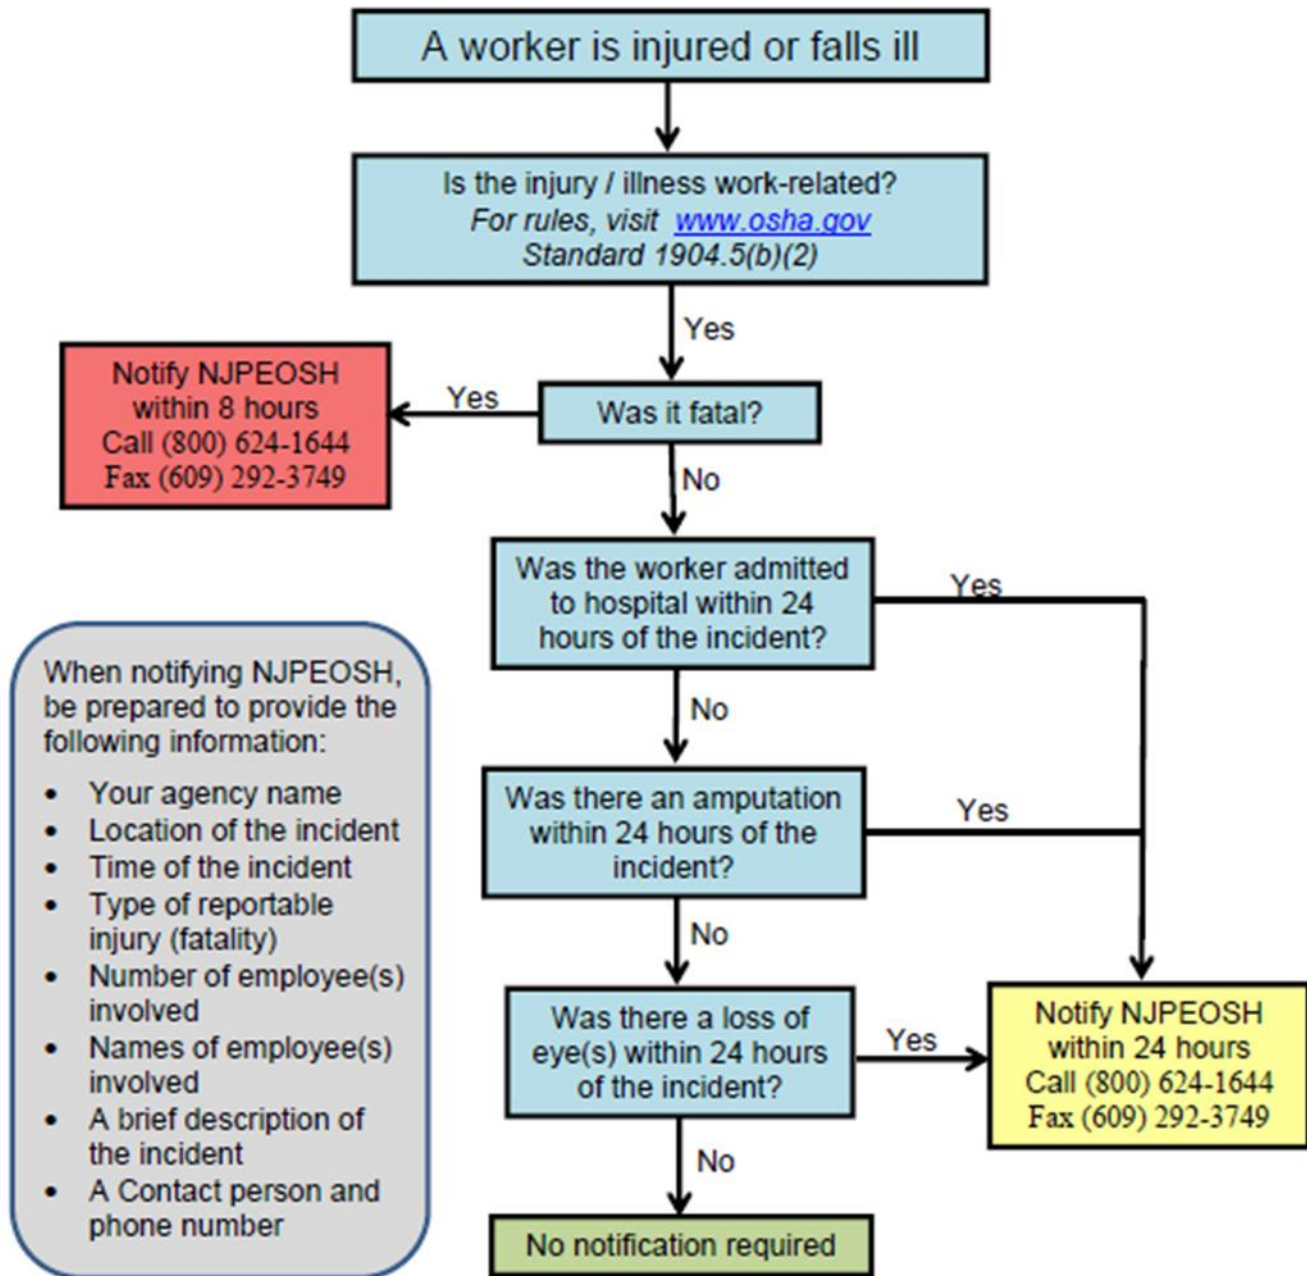 A worker is injured or falls ill
Is the injury / illness work-related?
For rules, visit www.osha.gov
Standard 1904.5(b)(2)
Yes
Was it fatal?
Yes
Notify NJPEOSH
within 8 hours
Call (800) 624-1644
Fax (609) 292-3749
No
Was the worker admitted
to hospital within 24
hours of the incident?
Yes
No
Was there an amputation
within 24 hours of the
incident?
Yes
No
Was there a loss of
eye(s) within 24 hours
of the incident?
Yes
Notify NJPEOSH
within 24 hours
Call (800) 624-1644
Fax (609) 292-3749
No
No notification required
When notifying NJPEOSH,
be prepared to provide the
following information:
• Your agency name
• Location of the incident
• Time of the incident
• Type of reportable
injury (fatality)
• Number of employee(s)
involved
• Names of employee(s)
involved
• A brief description of
the incident
• A Contact person and
phone number